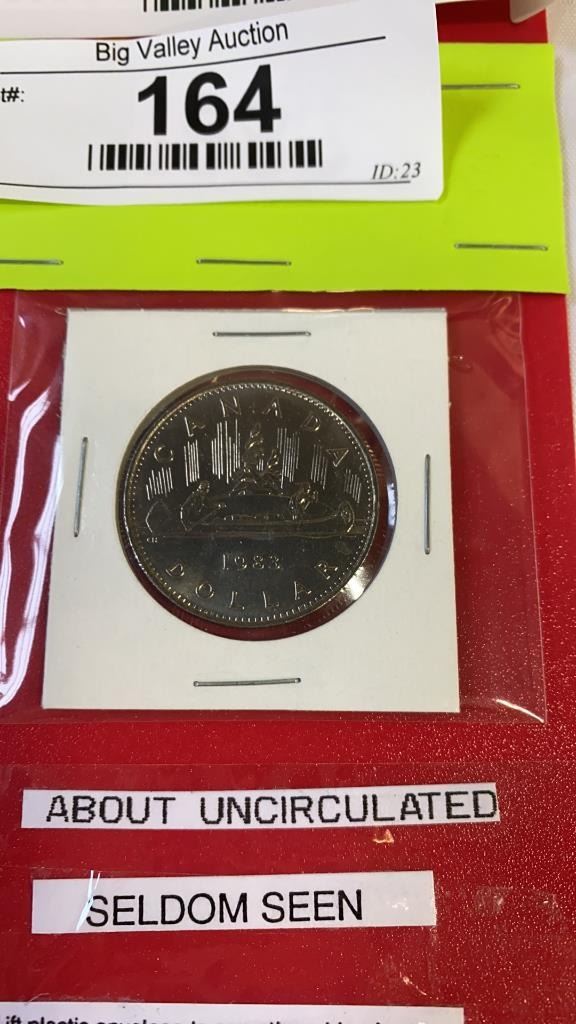 Big Valley Auction
t#:
164
ID:23
CANADA
1983
DOLLAR
ABOUT UNCIRCULATED
SELDOM SEEN